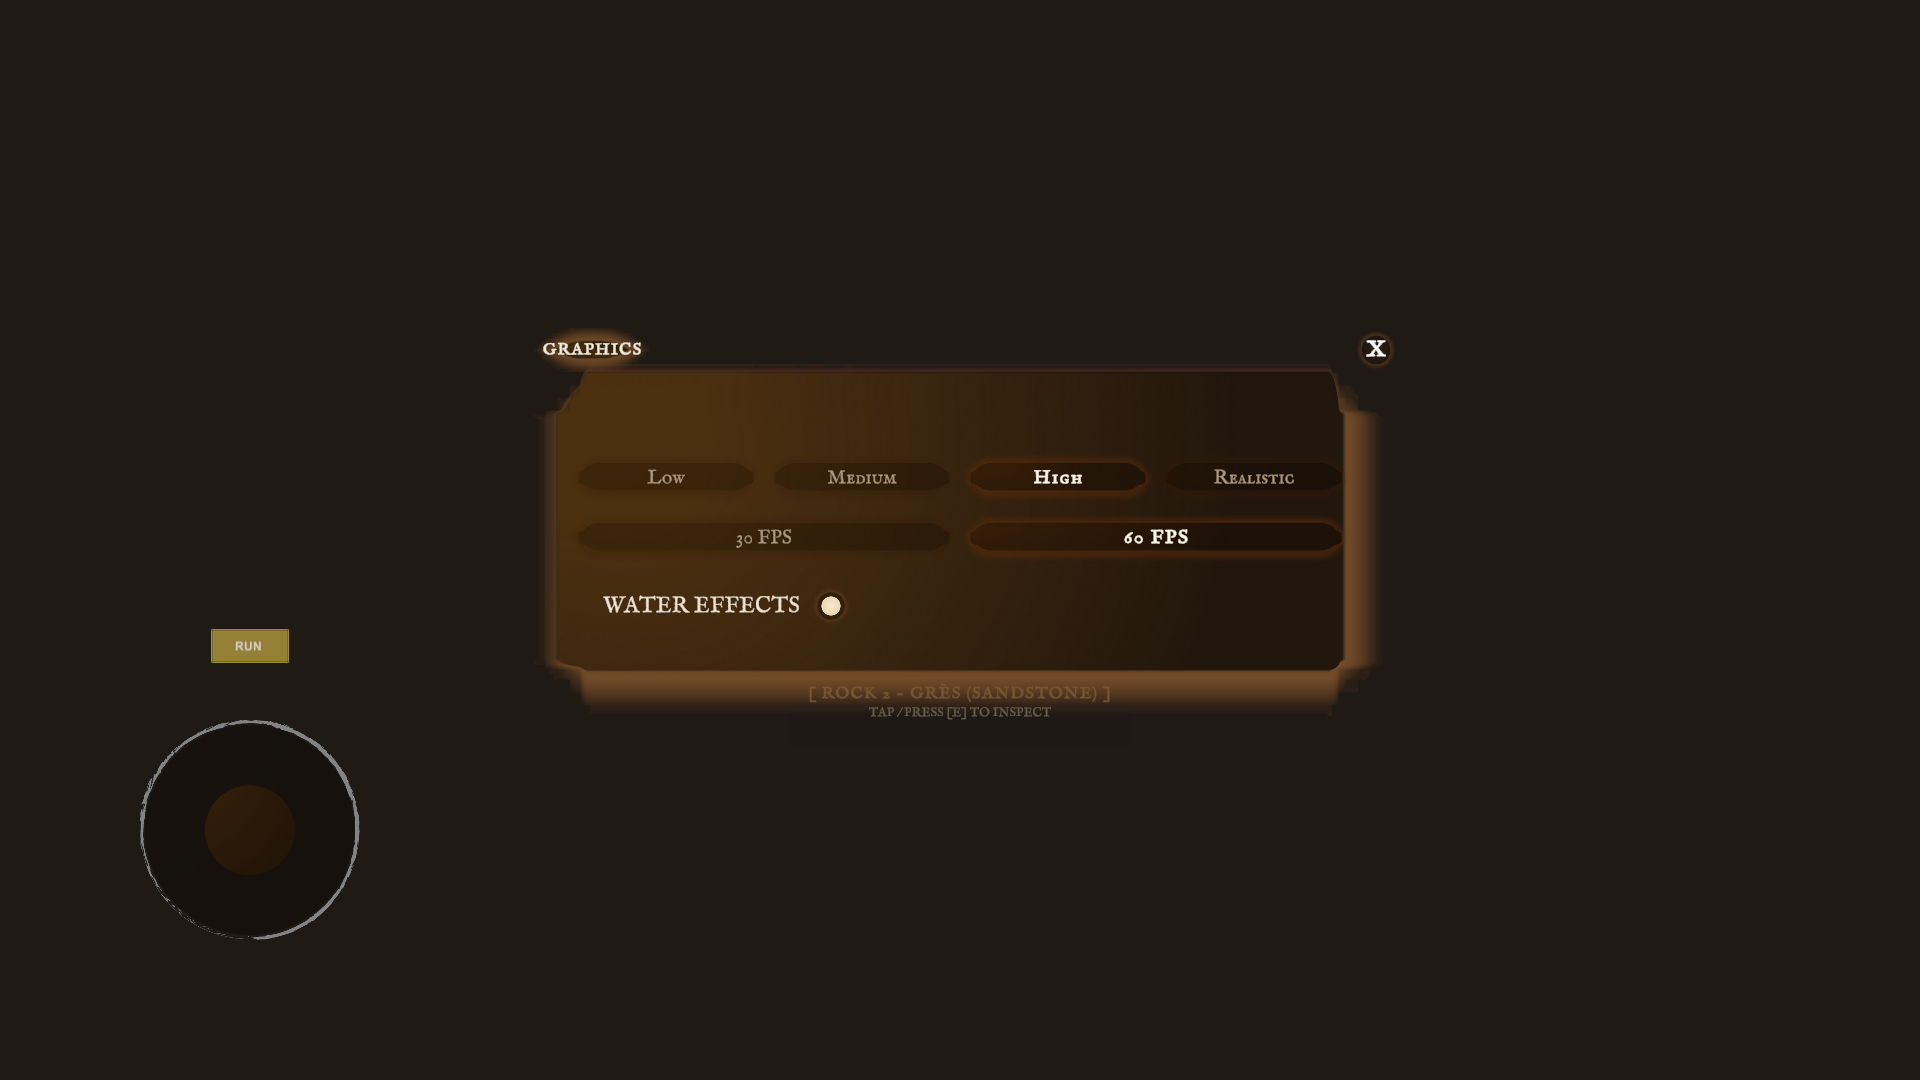 GRAPHICS
X
Low
Medium
High
Realistic
30 FPS
60 FPS
WATER EFFECTS
RUN
[ ROCK 2 - GRÈS (SANDSTONE) ]
TAP / PRESS [E] TO INSPECT